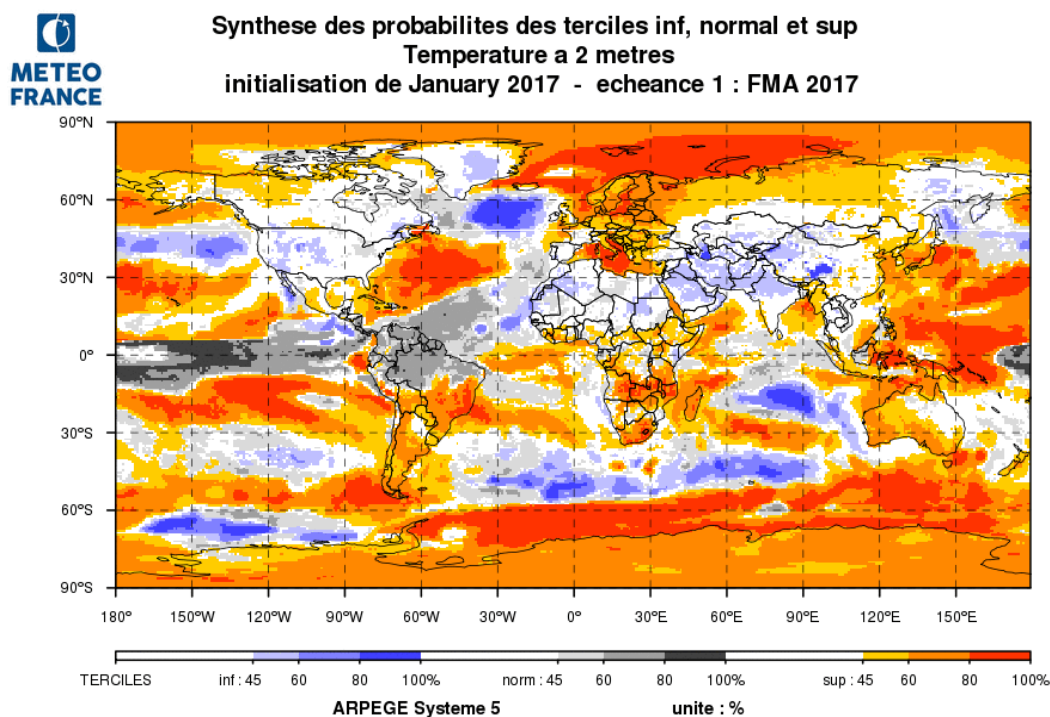 Synthese des probabilites des terciles inf, normal et sup
Temperature a 2 metres
initialisation de January 2017 - echeance 1 : FMA 2017
METEO
FRANCE
90°N
60°N
30°N
0°
30°S
60°S
90°S
180° 150°W 120°W 90°W 60°W 30°W 0° 30°E 60°E 90°E 120°E 150°E
TERCILES inf : 45 60 80 100% norm : 45 60 80 100% sup : 45 60 80 100%
ARPEGE Systeme 5 unite : %